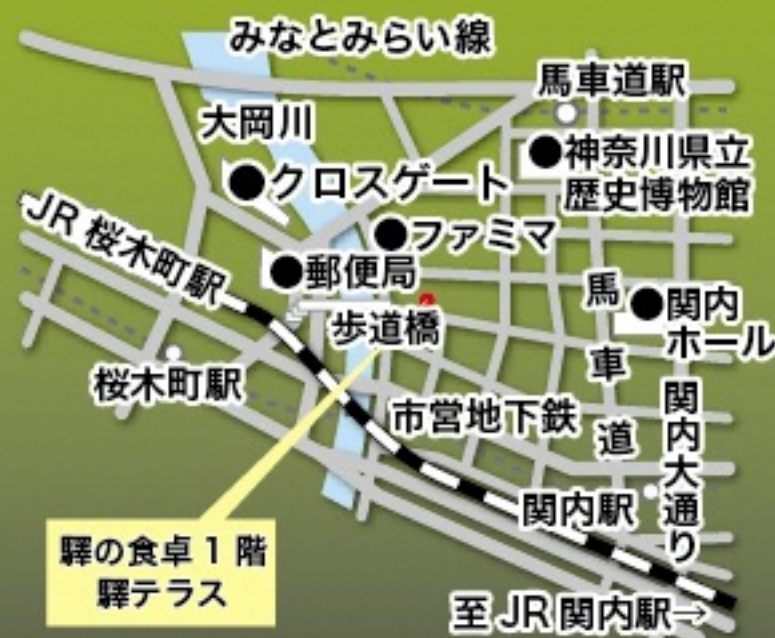 みなとみらい線
馬車道駅
大岡川
●神奈川県立
歴史博物館
●クロスゲート
JR 桜木町駅
●ファミマ
●郵便局
馬車道
●関内
ホール
歩道橋
桜木町駅
市営地下鉄
関内大通り
関内駅
驛の食卓1階
驛テラス
至JR関内駅→